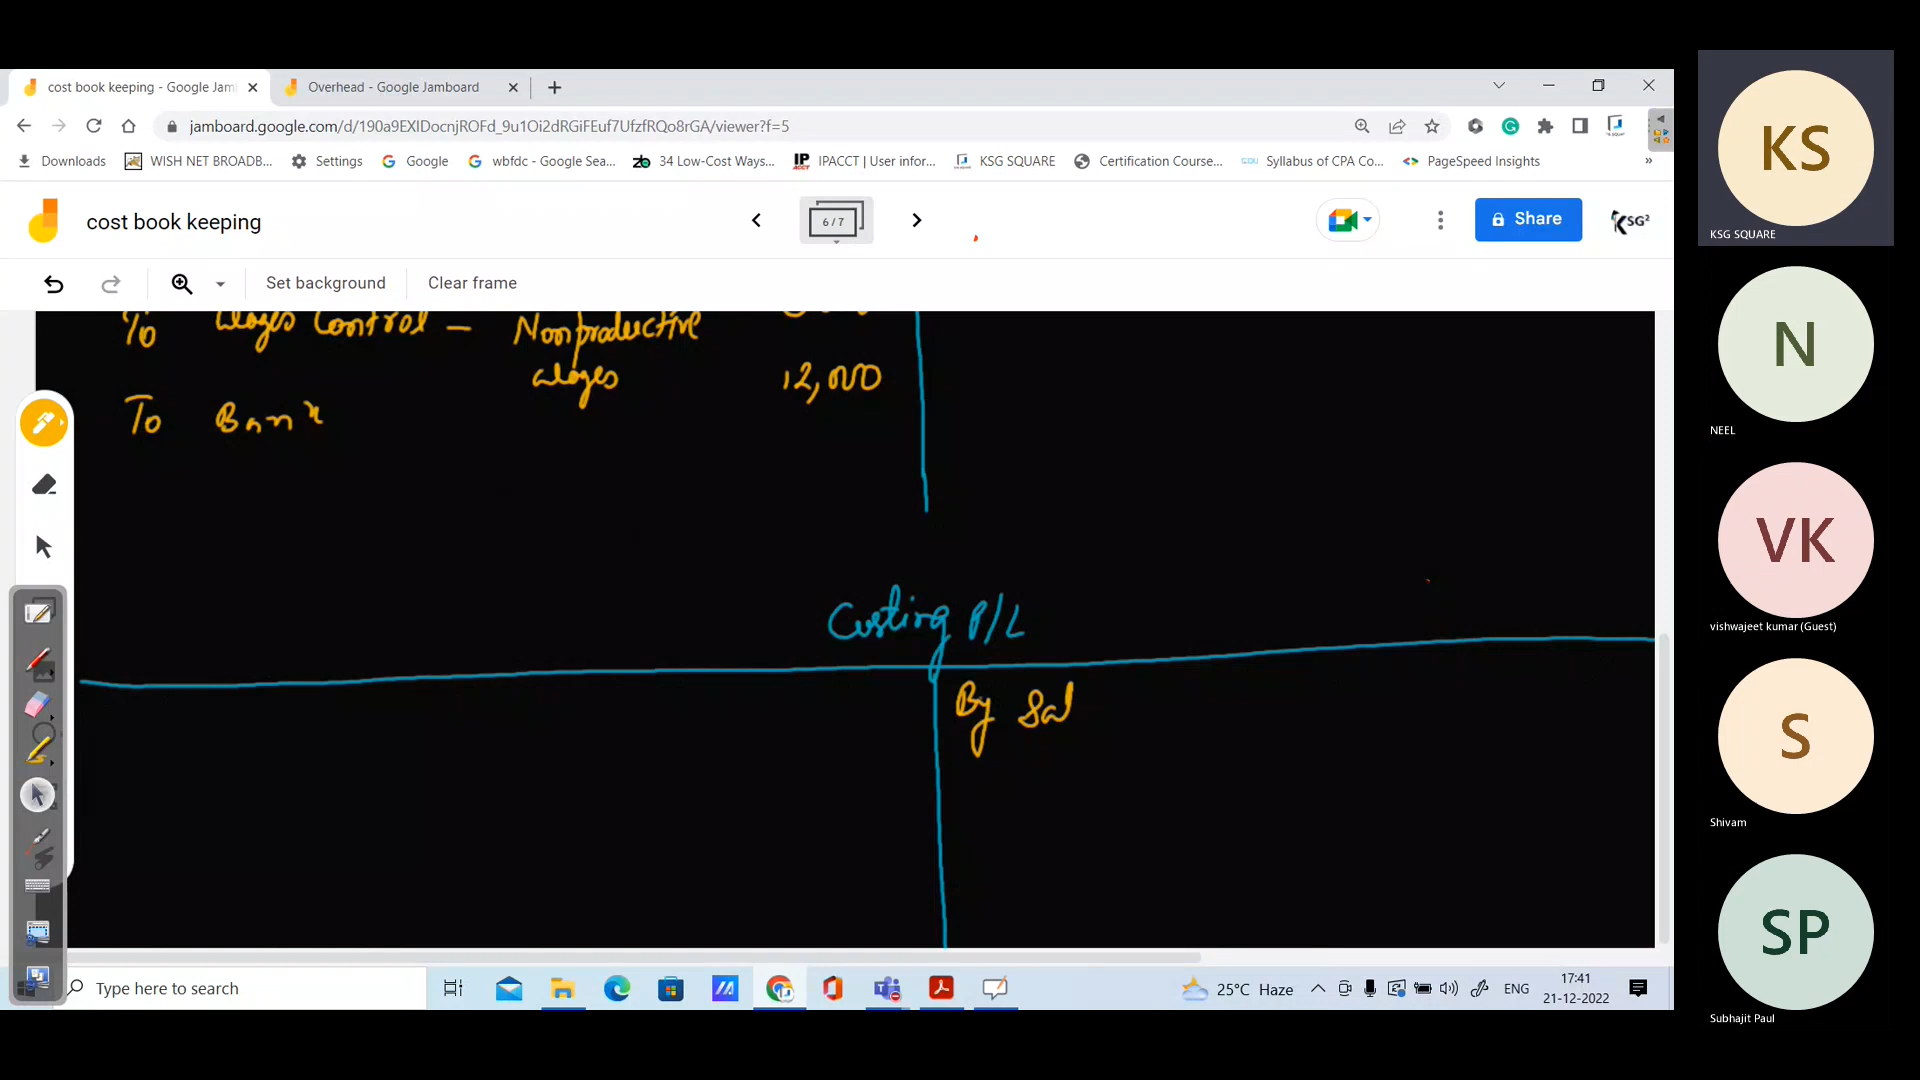 cost book keeping - Google Jam
Overhead - Google Jamboard
jamboard.google.com/d/190a9EXIDocnjROFd_9u1Oi2dRGiFEuf7UfzfRQo8rGA/viewer?f=5
Downloads WISH NET BROADB... Settings Google wbfdc - Google Sea... 34 Low-Cost Ways... IPACCT | User infor... KSG SQUARE Certification Course... Syllabus of CPA Co... PageSpeed Insights »
cost book keeping
6 / 7
Share
KSG²
Set background Clear frame
To Wages Control - Nonproductive
wages 12,000
To Bank
Costing P/L
By Sal
Type here to search
25°C Haze
ENG
17:41
21-12-2022
KS
KSG SQUARE
N
NEEL
VK
vishwajeet kumar (Guest)
S
Shivam
SP
Subhajit Paul